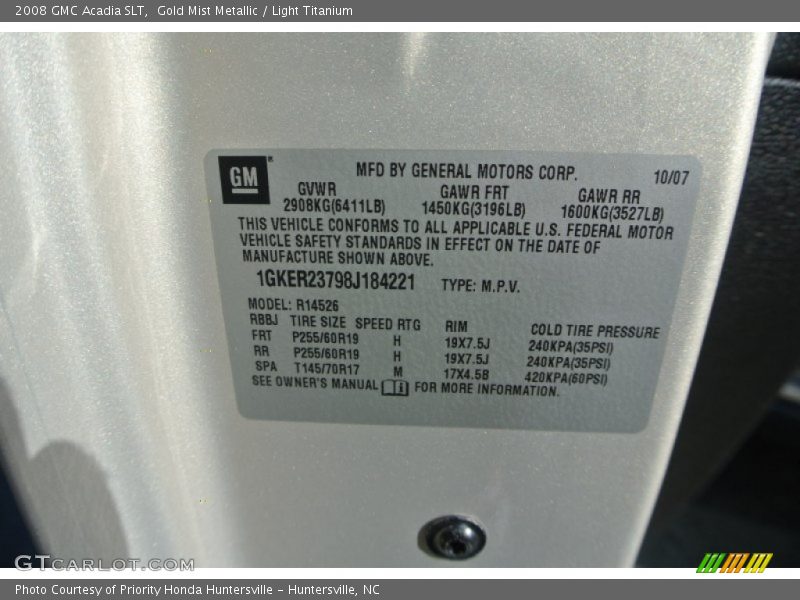 2008 GMC Acadia SLT, Gold Mist Metallic / Light Titanium
GM
MFD BY GENERAL MOTORS CORP. 10/07
GVWR GAWR FRT GAWR RR
2908KG(6411LB) 1450KG(3196LB) 1600KG(3527LB)
THIS VEHICLE CONFORMS TO ALL APPLICABLE U.S. FEDERAL MOTOR
VEHICLE SAFETY STANDARDS IN EFFECT ON THE DATE OF
MANUFACTURE SHOWN ABOVE.
1GKER23798J184221 TYPE: M.P.V.
MODEL: R14526
RBBJ TIRE SIZE SPEED RTG RIM COLD TIRE PRESSURE
FRT P255/60R19 H 19X7.5J 240KPA(35PSI)
RR P255/60R19 H 19X7.5J 240KPA(35PSI)
SPA T145/70R17 M 17X4.5B 420KPA(60PSI)
SEE OWNER'S MANUAL FOR MORE INFORMATION.
GTCARLOT.COM
Photo Courtesy of Priority Honda Huntersville - Huntersville, NC